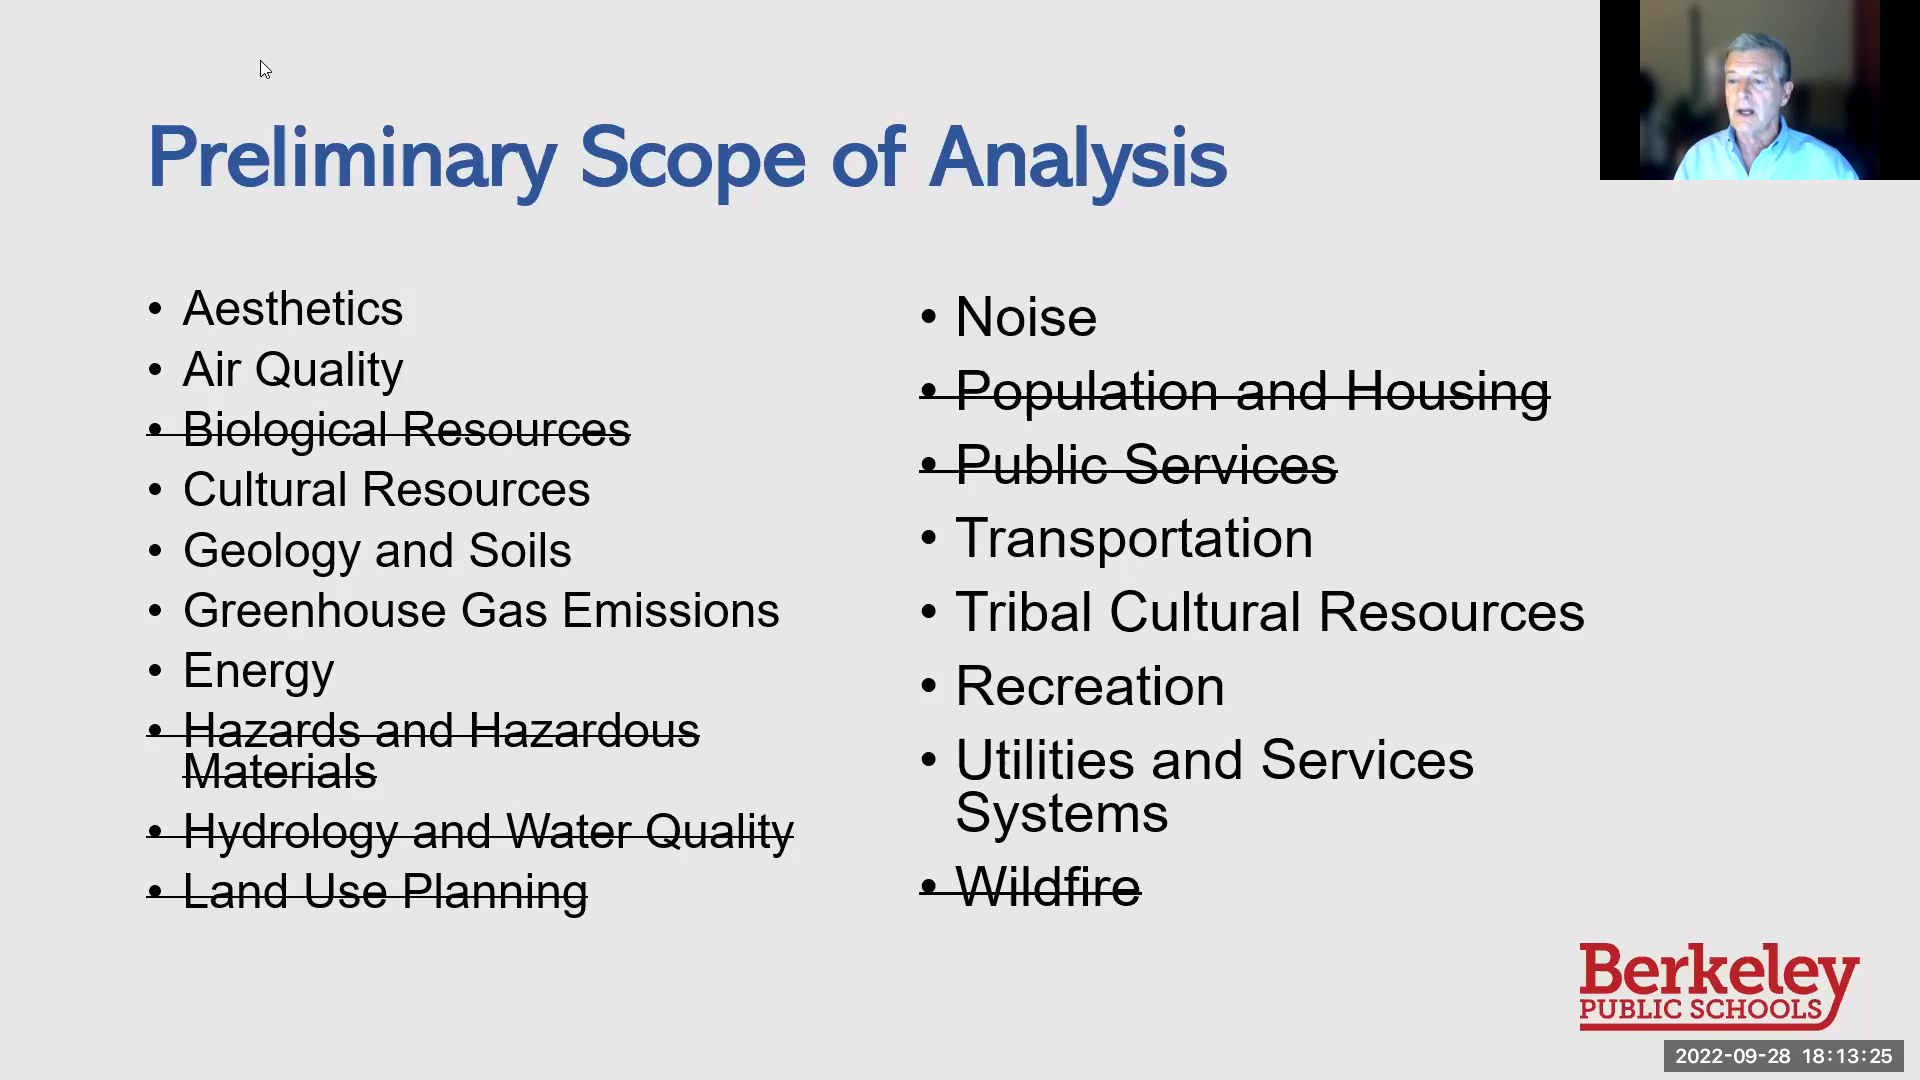 Preliminary Scope of Analysis
• Aesthetics
• Air Quality
• Biological Resources
• Cultural Resources
• Geology and Soils
• Greenhouse Gas Emissions
• Energy
• Hazards and Hazardous
Materials
• Hydrology and Water Quality
• Land Use Planning
• Noise
• Population and Housing
• Public Services
• Transportation
• Tribal Cultural Resources
• Recreation
• Utilities and Services
Systems
• Wildfire
Berkeley
PUBLIC SCHOOLS
2022-09-28 18:13:25